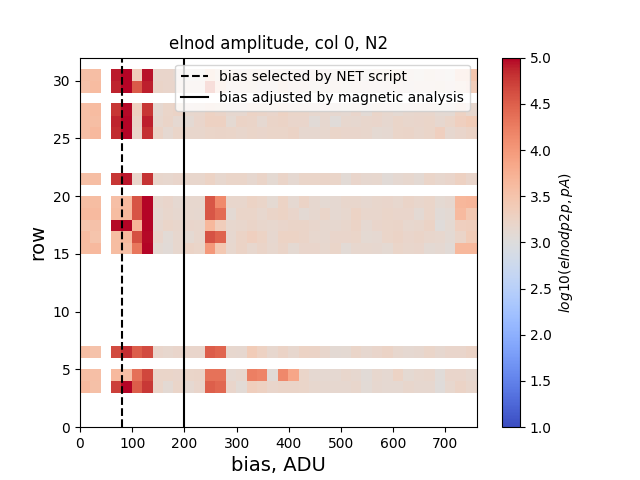 elnod amplitude, col 0, N2
bias selected by NET script
bias adjusted by magnetic analysis
row
30
25
20
15
10
5
0
0 100 200 300 400 500 600 700
bias, ADU
5.0
4.5
4.0
3.5
3.0
2.5
2.0
1.5
1.0
log10(elnodp2p, pA)